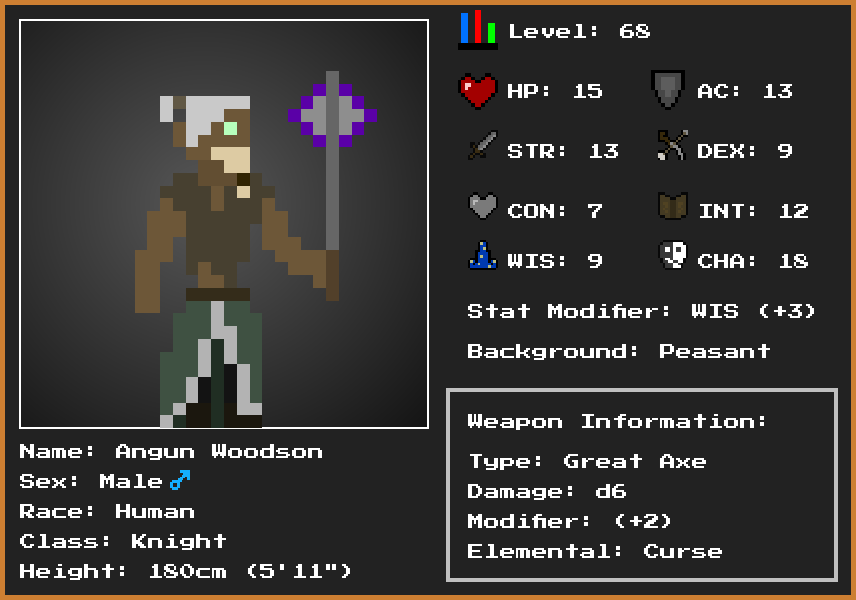 Level: 68
HP: 15
AC: 13
STR: 13
DEX: 9
CON: 7
INT: 12
WIS: 9
CHA: 18
Stat Modifier: WIS (+3)
Background: Peasant
Weapon Information:
Type: Great Axe
Damage: d6
Modifier: (+2)
Elemental: Curse
Name: Angun Woodson
Sex: Male♂
Race: Human
Class: Knight
Height: 180cm (5'11")